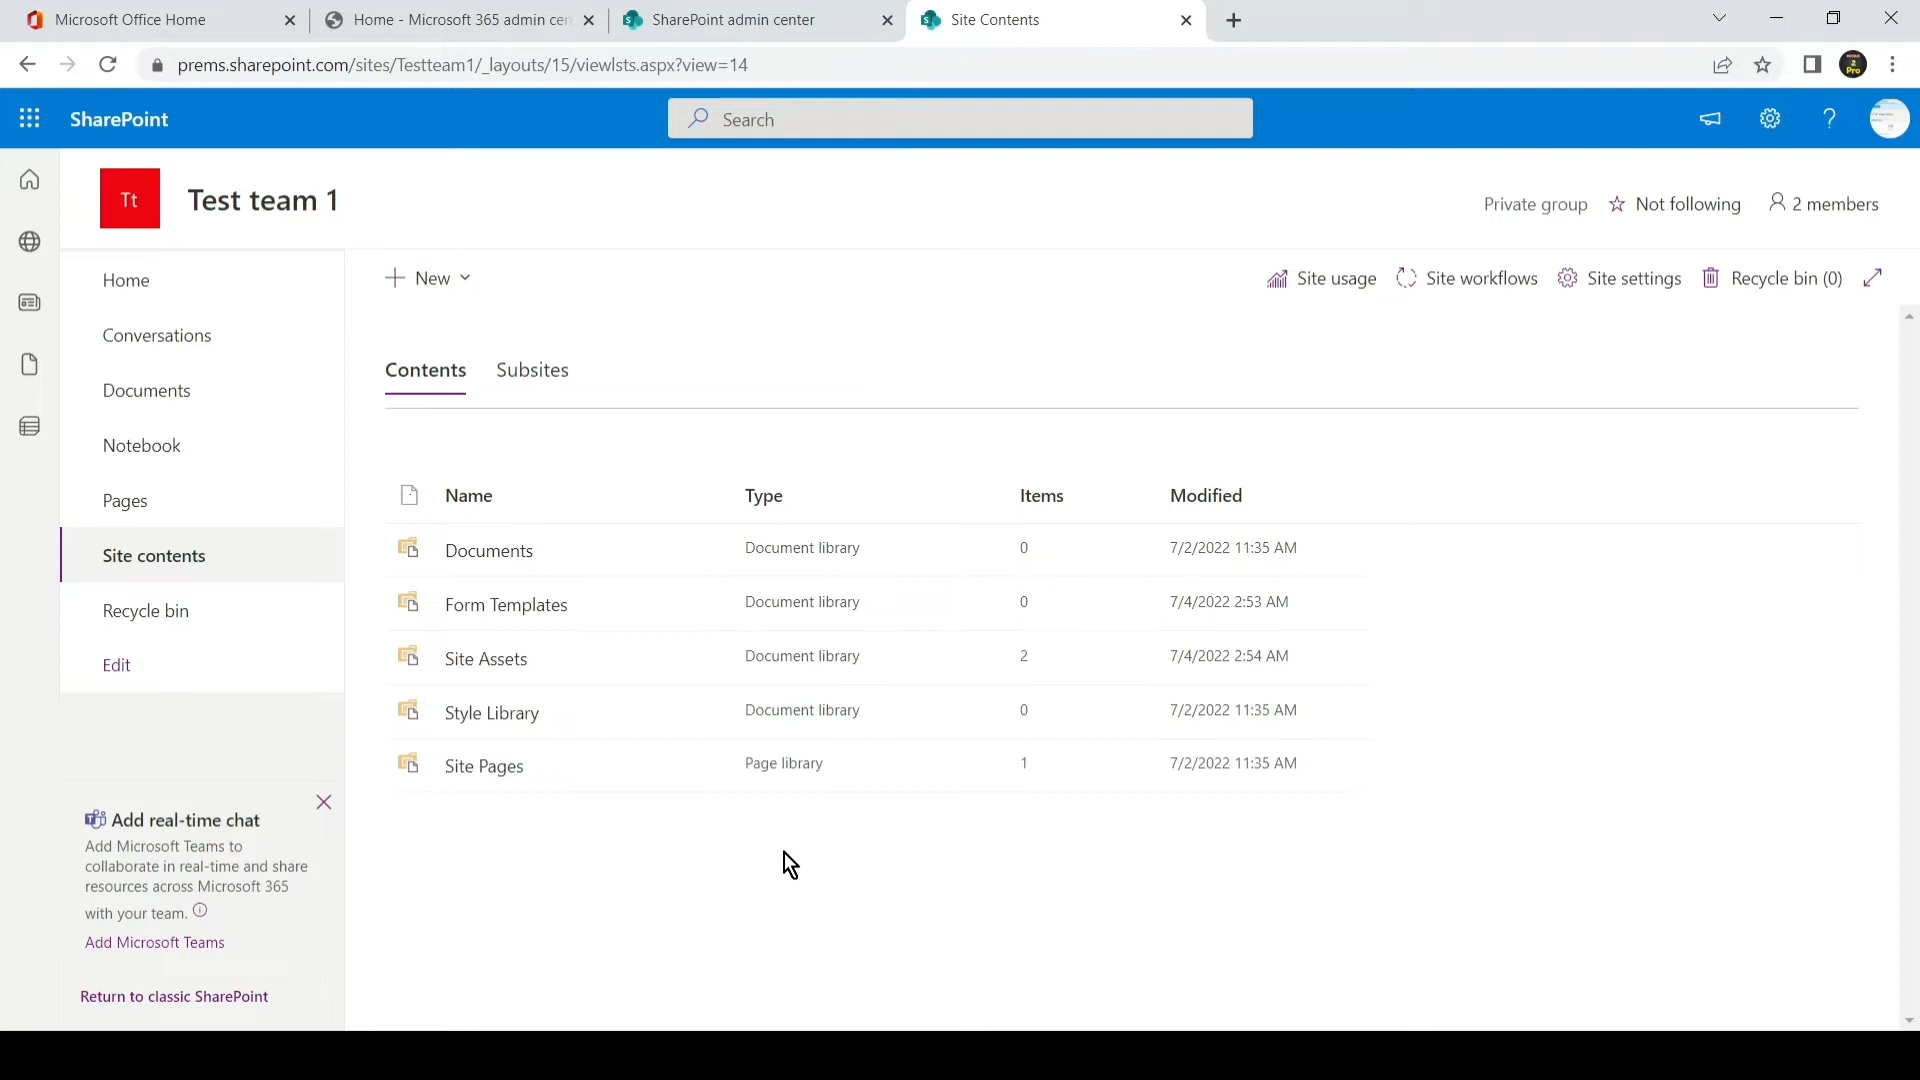 Microsoft Office Home
Home - Microsoft 365 admin cen
SharePoint admin center
Site Contents
prems.sharepoint.com/sites/Testteam1/_layouts/15/viewlsts.aspx?view=14
SharePoint
Search
Tt
Test team 1
Private group
Not following
2 members
Home
Conversations
Documents
Notebook
Pages
Site contents
Recycle bin
Edit
New
Site usage
Site workflows
Site settings
Recycle bin (0)
Contents
Subsites
Name Type Items Modified
Documents Document library 0 7/2/2022 11:35 AM
Form Templates Document library 0 7/4/2022 2:53 AM
Site Assets Document library 2 7/4/2022 2:54 AM
Style Library Document library 0 7/2/2022 11:35 AM
Site Pages Page library 1 7/2/2022 11:35 AM
Add real-time chat
Add Microsoft Teams to
collaborate in real-time and share
resources across Microsoft 365
with your team.
Add Microsoft Teams
Return to classic SharePoint